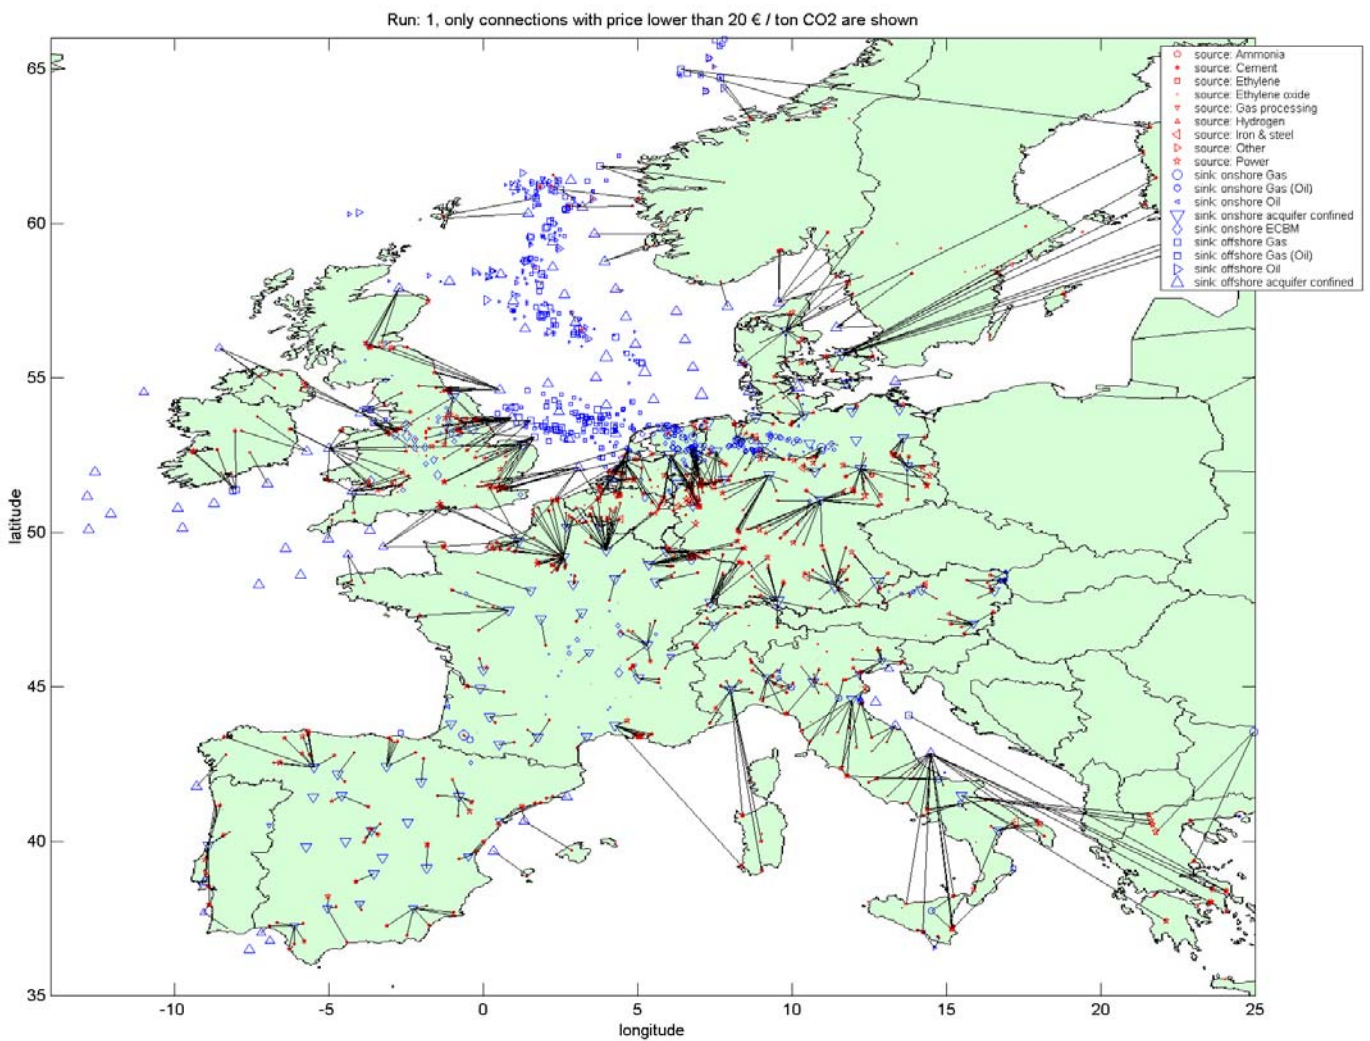 Run: 1, only connections with price lower than 20 € / ton CO2 are shown
source: Ammonia
source: Cement
source: Ethylene
source: Ethylene oxide
source: Gas processing
source: Hydrogen
source: Iron & steel
source: Other
source: Power
sink: onshore Gas
sink: onshore Gas (Oil)
sink: onshore Oil
sink: onshore acquifer confined
sink: onshore ECBM
sink: offshore Gas
sink: offshore Gas (Oil)
sink: offshore Oil
sink: offshore acquifer confined
65
60
55
50
45
40
35
latitude
-10
-5
0
5
10
15
20
25
longitude